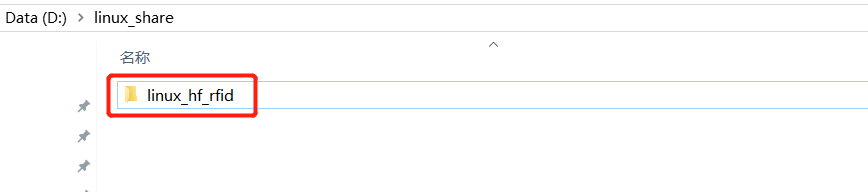 Data (D:) > linux_share
名称
linux_hf_rfid